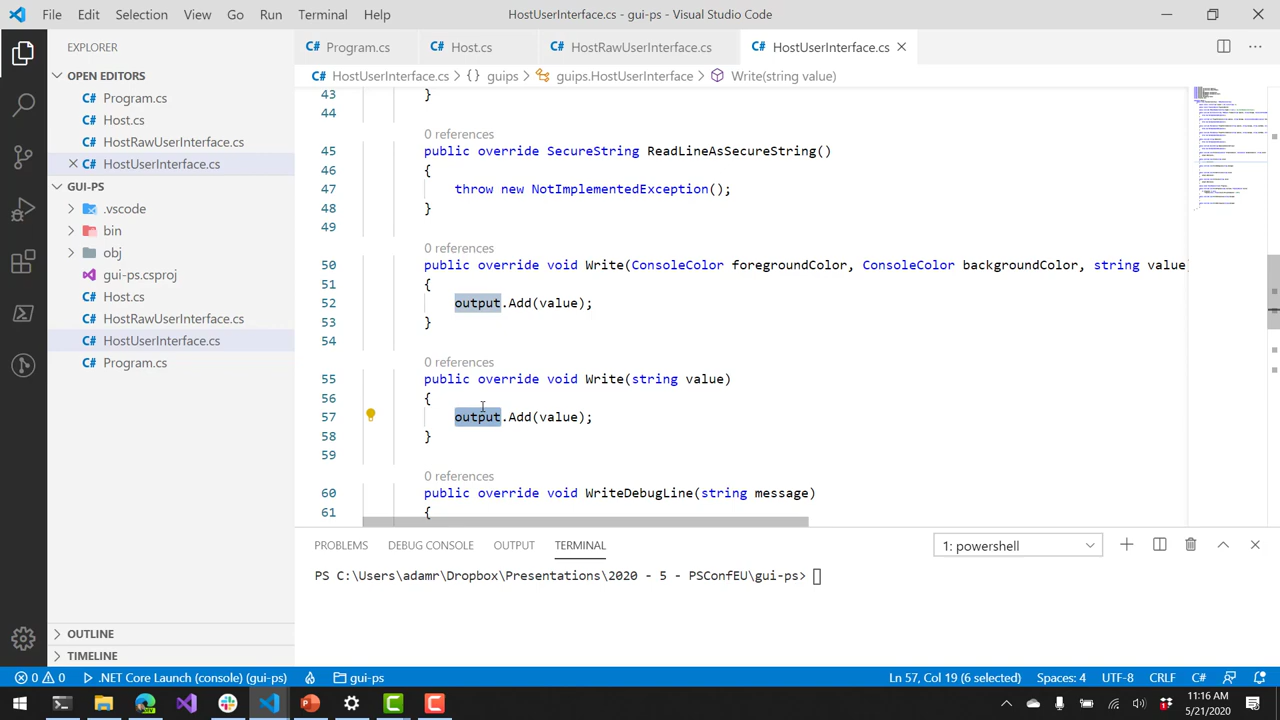 File Edit Selection View Go Run Terminal Help HostUserInterface.cs - gui-ps - Visual Studio Code
EXPLORER
C# Program.cs C# Host.cs C# HostRawUserInterface.cs C# HostUserInterface.cs
OPEN EDITORS
C# HostUserInterface.cs > {} guips > guips.HostUserInterface > Write(string value)
C# Program.cs
C# Host.cs
C# HostRawUserInterface.cs
C# HostUserInterface.cs
GUI-PS
.vscode
bin
obj
gui-ps.csproj
C# Host.cs
C# HostRawUserInterface.cs
C# HostUserInterface.cs
C# Program.cs
43 }
44
0 references
45 public override SecureString ReadLineAsSecureString()
46 {
47 throw new NotImplementedException();
48 }
49
0 references
50 public override void Write(ConsoleColor foregroundColor, ConsoleColor backgroundColor, string value
51 {
52 output.Add(value);
53 }
54
0 references
55 public override void Write(string value)
56 {
57 output.Add(value);
58 }
59
0 references
60 public override void WriteDebugLine(string message)
61 {
PROBLEMS DEBUG CONSOLE OUTPUT TERMINAL 1: powershell
PS C:\Users\adamr\Dropbox\Presentations\2020 - 5 - PSConfEU\gui-ps>
OUTLINE
TIMELINE
0 0 .NET Core Launch (console) (gui-ps) gui-ps Ln 57, Col 19 (6 selected) Spaces: 4 UTF-8 CRLF C#
11:16 AM
5/21/2020